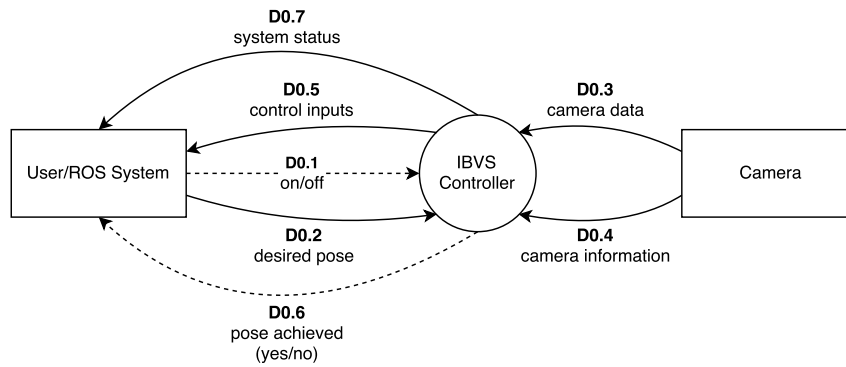 D0.7
system status
D0.5
control inputs
D0.3
camera data
User/ROS System
D0.1
on/off
IBVS
Controller
Camera
D0.2
desired pose
D0.4
camera information
D0.6
pose achieved
(yes/no)